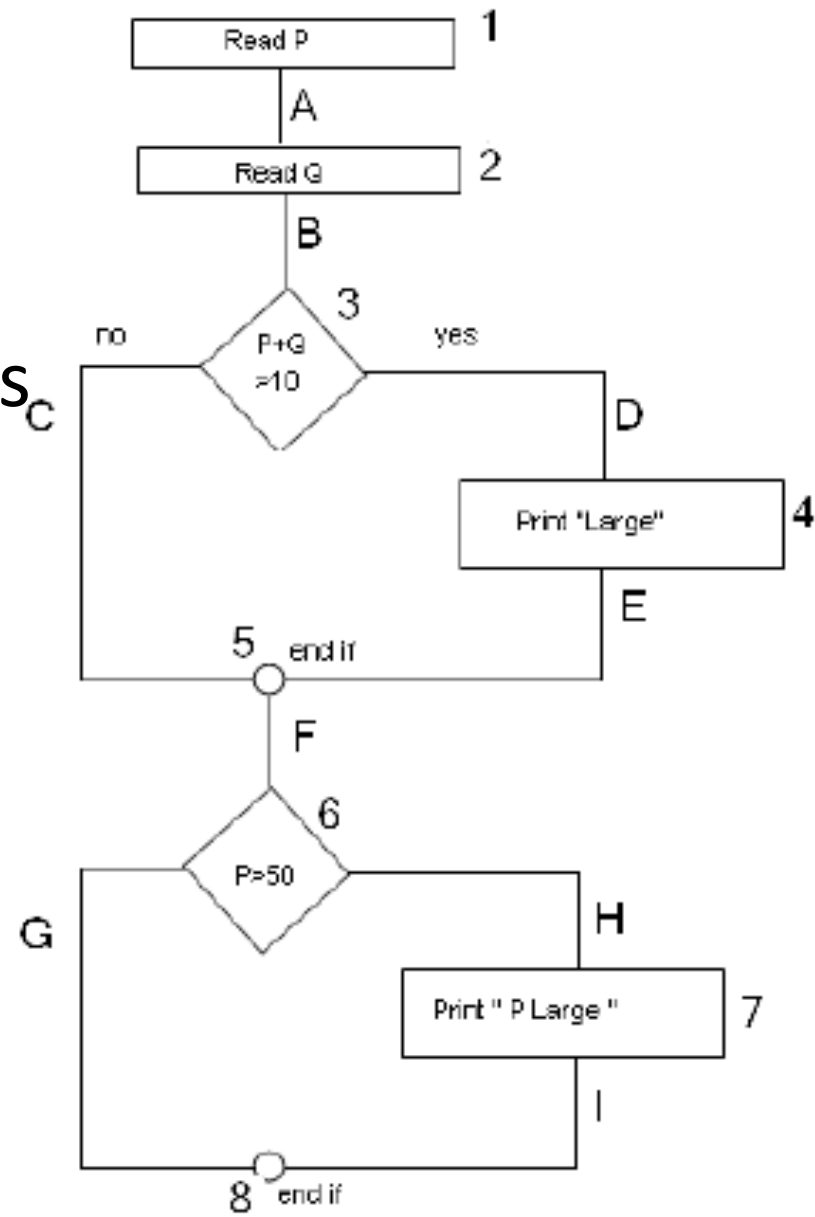 Read P
1
A
Read Q
2
B
3
no
P+Q
>10
yes
S
C
D
Print "Large"
4
E
5
end if
F
6
P>50
G
H
Print " P Large "
7
I
8
end if